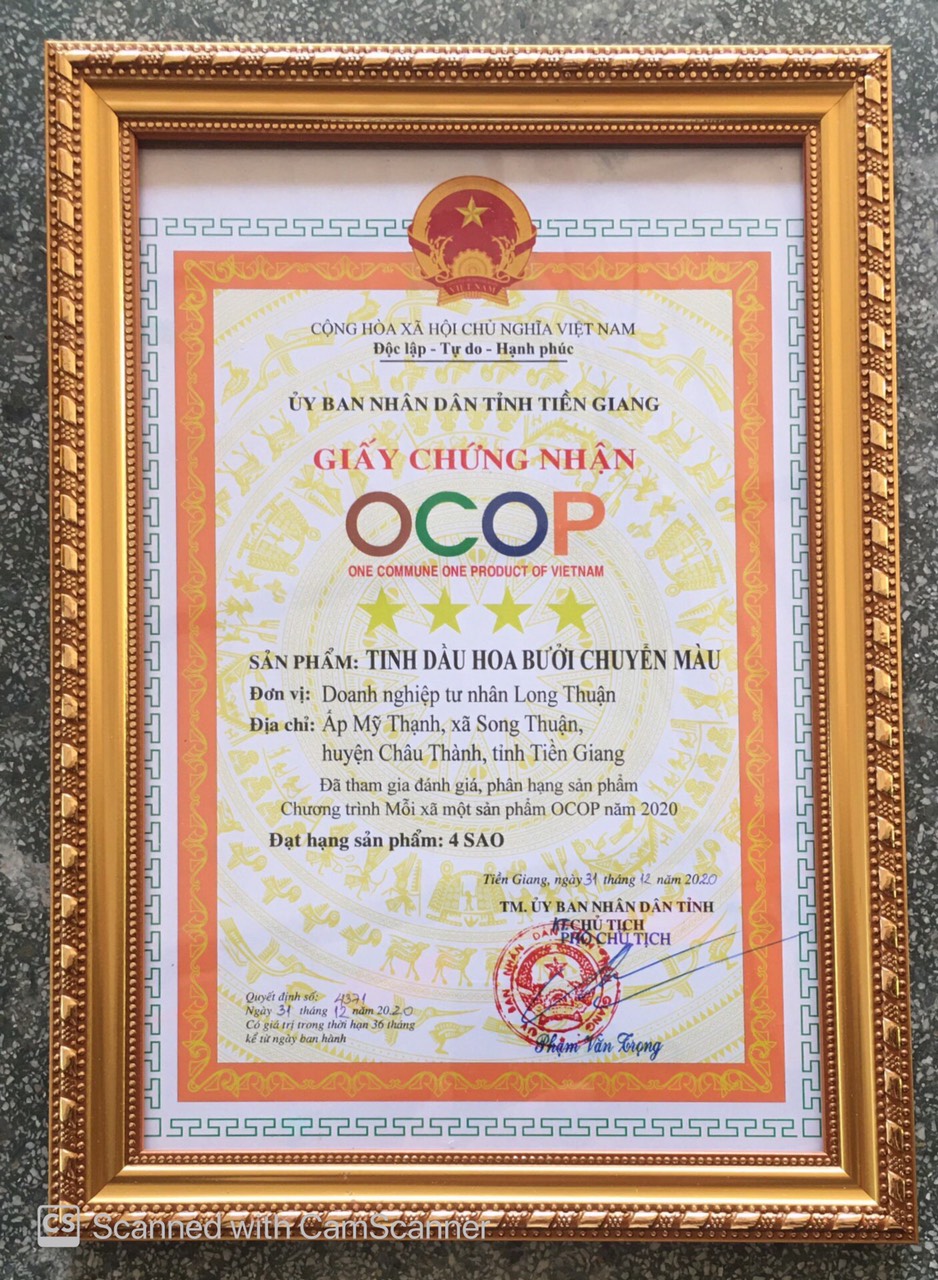 VIỆT NAM
CỘNG HÒA XÃ HỘI CHỦ NGHĨA VIỆT NAM
Độc lập - Tự do - Hạnh phúc
ỦY BAN NHÂN DÂN TỈNH TIỀN GIANG
GIẤY CHỨNG NHẬN
OCOP
ONE COMMUNE ONE PRODUCT OF VIETNAM
SẢN PHẨM: TINH DẦU HOA BƯỞI CHUYỂN MÀU
Đơn vị: Doanh nghiệp tư nhân Long Thuận
Địa chỉ: Ấp Mỹ Thạnh, xã Song Thuận,
huyện Châu Thành, tỉnh Tiền Giang
Đã tham gia đánh giá, phân hạng sản phẩm
Chương trình Mỗi xã một sản phẩm OCOP năm 2020
Đạt hạng sản phẩm: 4 SAO
Tiền Giang, ngày 31 tháng 12 năm 2020
TM. ỦY BAN NHÂN DÂN TỈNH
KT.CHỦ TỊCH
PHÓ CHỦ TỊCH
Phạm Văn Trọng
Quyết định số: 4371
Ngày 31 tháng 12 năm 2020
Có giá trị trong thời hạn 36 tháng
kể từ ngày ban hành
CS Scanned with CamScanner